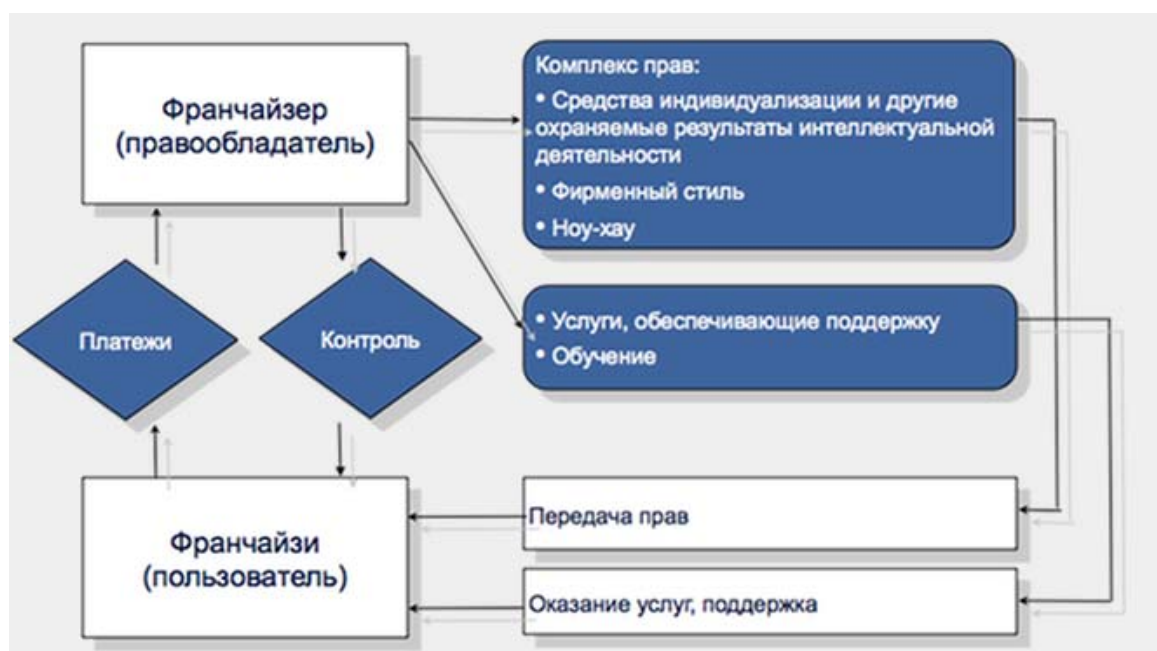 Франчайзер
(правообладатель)
Комплекс прав:
• Средства индивидуализации и другие
охраняемые результаты интеллектуальной
деятельности
• Фирменный стиль
• Ноу-хау
Платежи
Контроль
• Услуги, обеспечивающие поддержку
• Обучение
Франчайзи
(пользователь)
Передача прав
Оказание услуг, поддержка